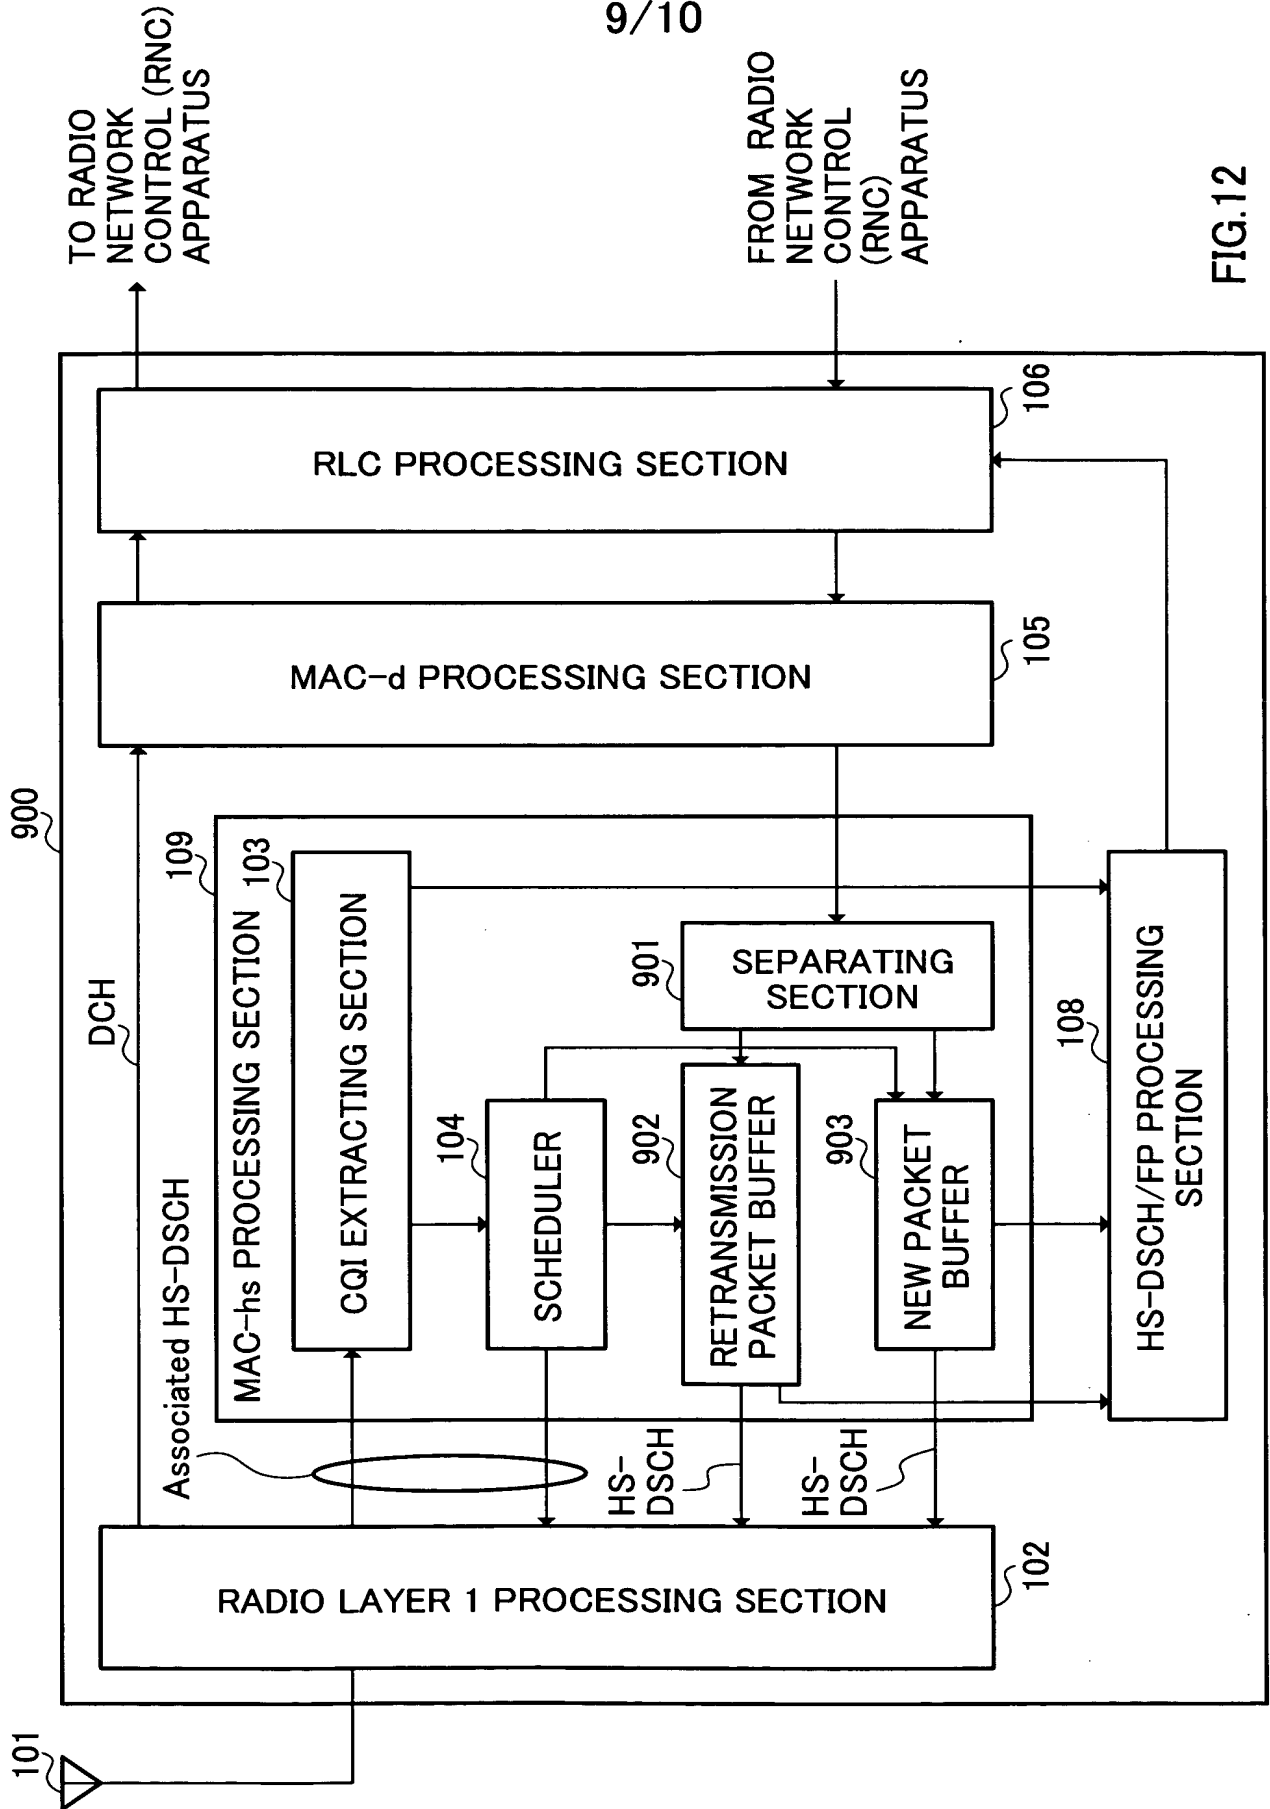 9/10
TO RADIO
NETWORK
CONTROL (RNC)
APPARATUS
FROM RADIO
NETWORK
CONTROL
(RNC)
APPARATUS
900
106
RLC PROCESSING SECTION
105
MAC-d PROCESSING SECTION
DCH
Associated HS-DSCH
109
MAC-hs PROCESSING SECTION
103
CQI EXTRACTING SECTION
104
SCHEDULER
901
SEPARATING
SECTION
902
RETRANSMISSION
PACKET BUFFER
903
NEW PACKET
BUFFER
108
HS-DSCH/FP PROCESSING
SECTION
HS-
DSCH
HS-
DSCH
RADIO LAYER 1 PROCESSING SECTION
102
101
FIG.12